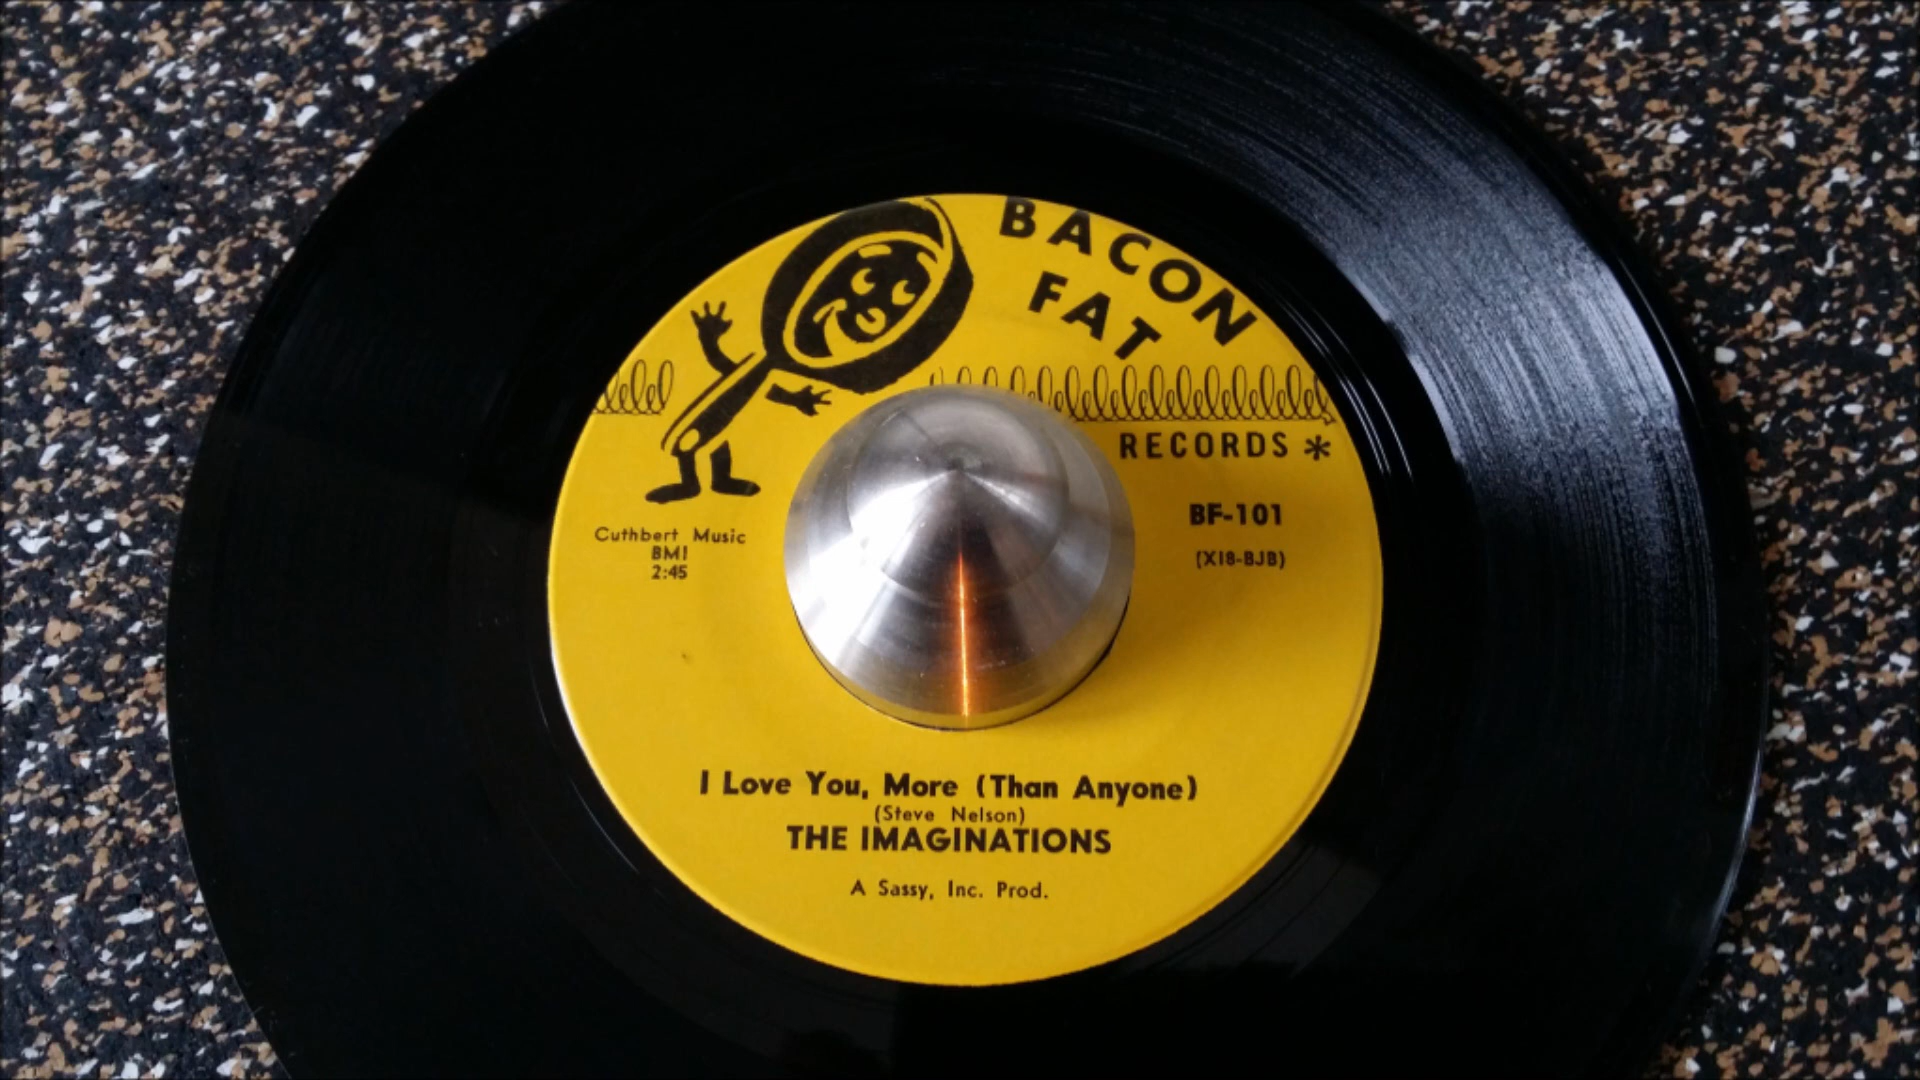 BACON
FAT
RECORDS *
BF-101
(X18-BJB)
Cuthbert Music
BMI
2:45
I Love You, More (Than Anyone)
(Steve Nelson)
THE IMAGINATIONS
A Sassy, Inc. Prod.